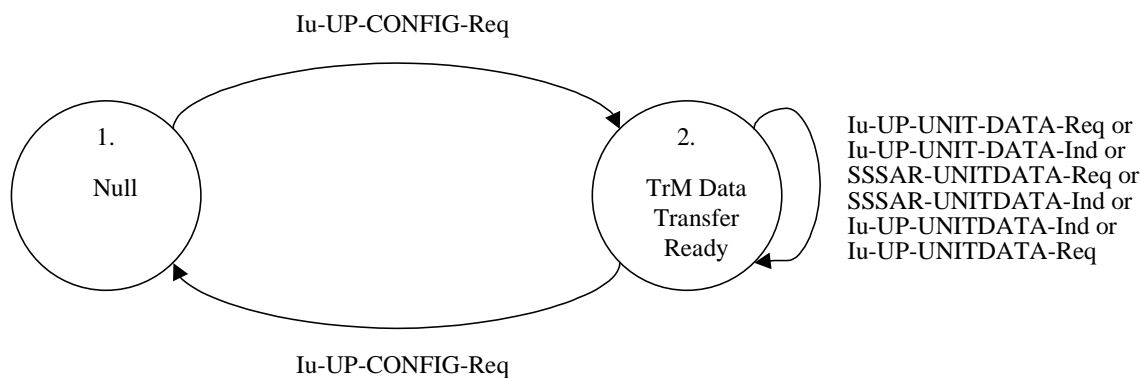 Iu-UP-CONFIG-Req
1.
Null
2.
TrM Data
Transfer
Ready
Iu-UP-UNIT-DATA-Req or
Iu-UP-UNIT-DATA-Ind or
SSSAR-UNITDATA-Req or
SSSAR-UNITDATA-Ind or
Iu-UP-UNITDATA-Ind or
Iu-UP-UNITDATA-Req
Iu-UP-CONFIG-Req